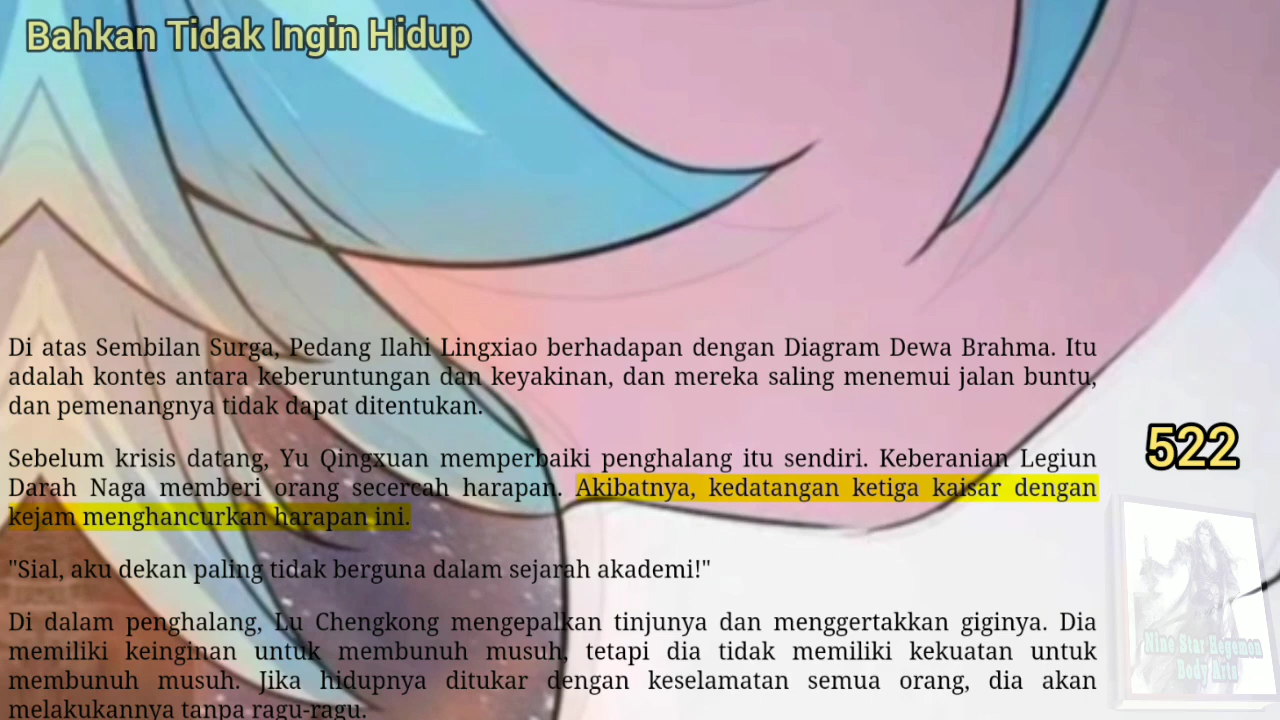 Bahkan Tidak Ingin Hidup
Di atas Sembilan Surga, Pedang Ilahi Lingxiao berhadapan dengan Diagram Dewa Brahma. Itu
adalah kontes antara keberuntungan dan keyakinan, dan mereka saling menemui jalan buntu,
dan pemenangnya tidak dapat ditentukan.
Sebelum krisis datang, Yu Qingxuan memperbaiki penghalang itu sendiri. Keberanian Legiun
Darah Naga memberi orang secercah harapan. Akibatnya, kedatangan ketiga kaisar dengan
kejam menghancurkan harapan ini.
522
"Sial, aku dekan paling tidak berguna dalam sejarah akademi!"
Di dalam penghalang, Lu Chengkong mengepalkan tinjunya dan menggertakkan giginya. Dia
memiliki keinginan untuk membunuh musuh, tetapi dia tidak memiliki kekuatan untuk
membunuh musuh. Jika hidupnya ditukar dengan keselamatan semua orang, dia akan
melakukannya tanpa ragu-ragu.
Nine Star Hegemon
Body Arts